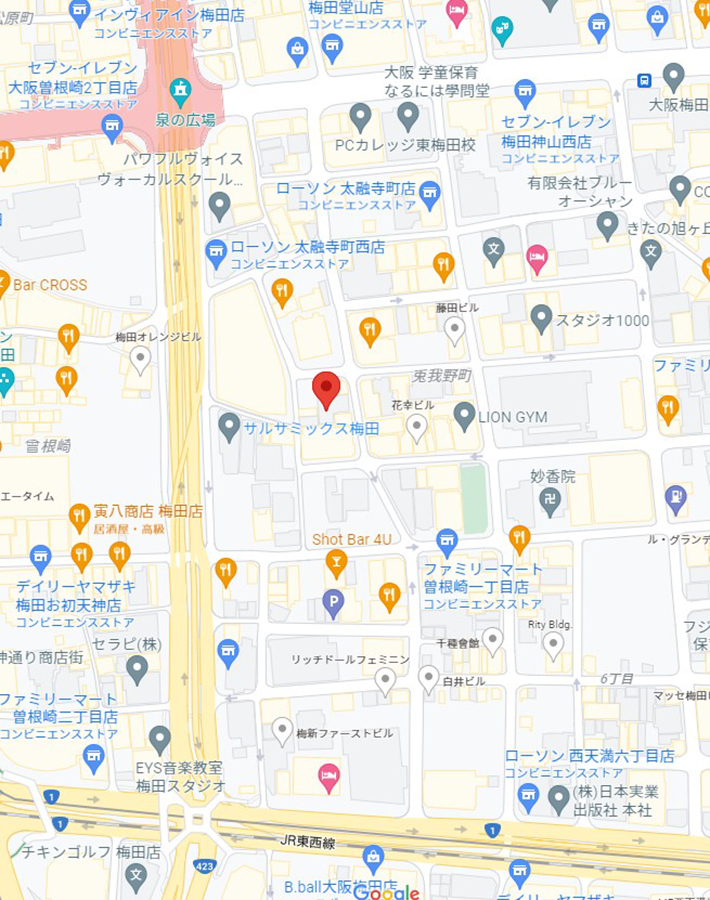 松原町
インヴィアイン梅田店
コンビニエンスストア
梅田堂山店
コンビニエンスストア
セブン-イレブン
大阪曽根崎2丁目店
コンビニエンスストア
泉の広場
大阪 学童保育
なるには學問堂
大阪梅田
PCカレッジ東梅田校
セブン-イレブン
梅田神山西店
コンビニエンスストア
パワフルヴォイス
ヴォーカルスクール...
ローソン 太融寺町店
コンビニエンスストア
有限会社ブルー
オーシャン
CO
きたの旭ヶ丘
ローソン 太融寺町西店
コンビニエンスストア
Bar CROSS
藤田ビル
スタジオ1000
梅田オレンジビル
ン
田
兎我野町
ファミリ
花幸ビル
LION GYM
サルサミックス梅田
曽根崎
妙香院
エータイム
寅八商店 梅田店
居酒屋・高級
Shot Bar 4U
ル・グランデ
ファミリーマート
曽根崎一丁目店
コンビニエンスストア
デイリーヤマザキ
梅田お初天神店
コンビニエンスストア
P
千種會館
Rity Bldg.
フジ
保
セラピ(株)
神通り商店街
リッチドールフェミニン
白井ビル
6丁目
マッセ梅田ビ
ファミリーマート
曽根崎二丁目店
コンビニエンスストア
梅新ファーストビル
EYS音楽教室
梅田スタジオ
ローソン 西天満六丁目店
コンビニエンスストア
(株)日本実業
出版社 本社
1
1
1
JR東西線
チキンゴルフ 梅田店
423
B.ball大阪梅田店
Google
デイリーヤマザキ